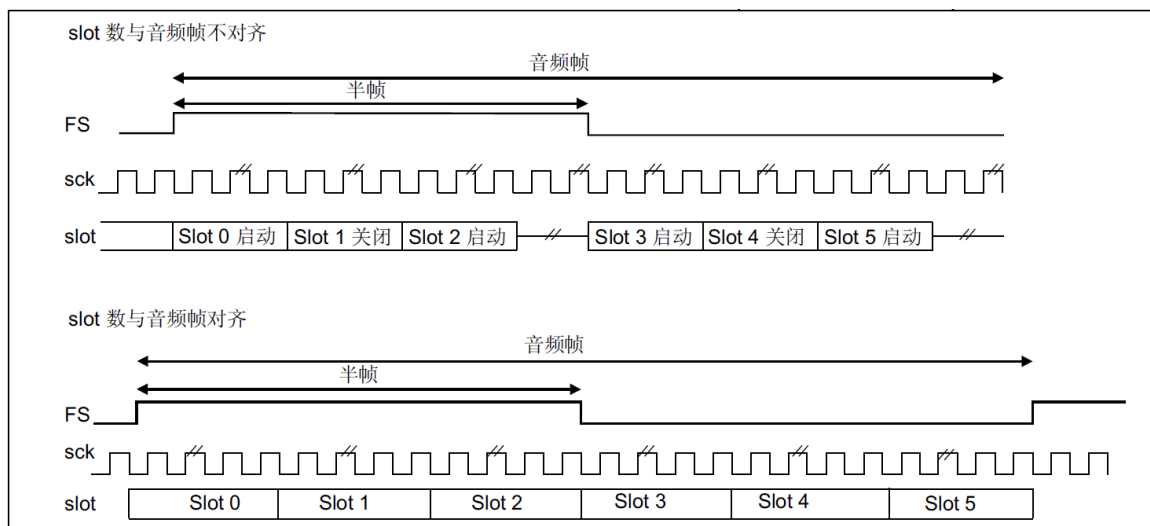 slot 数与音频帧不对齐
音频帧
半帧
FS
sck
slot Slot 0 启动 Slot 1 关闭 Slot 2 启动 Slot 3 启动 Slot 4 关闭 Slot 5 启动
slot 数与音频帧对齐
音频帧
半帧
FS
sck
slot Slot 0 Slot 1 Slot 2 Slot 3 Slot 4 Slot 5